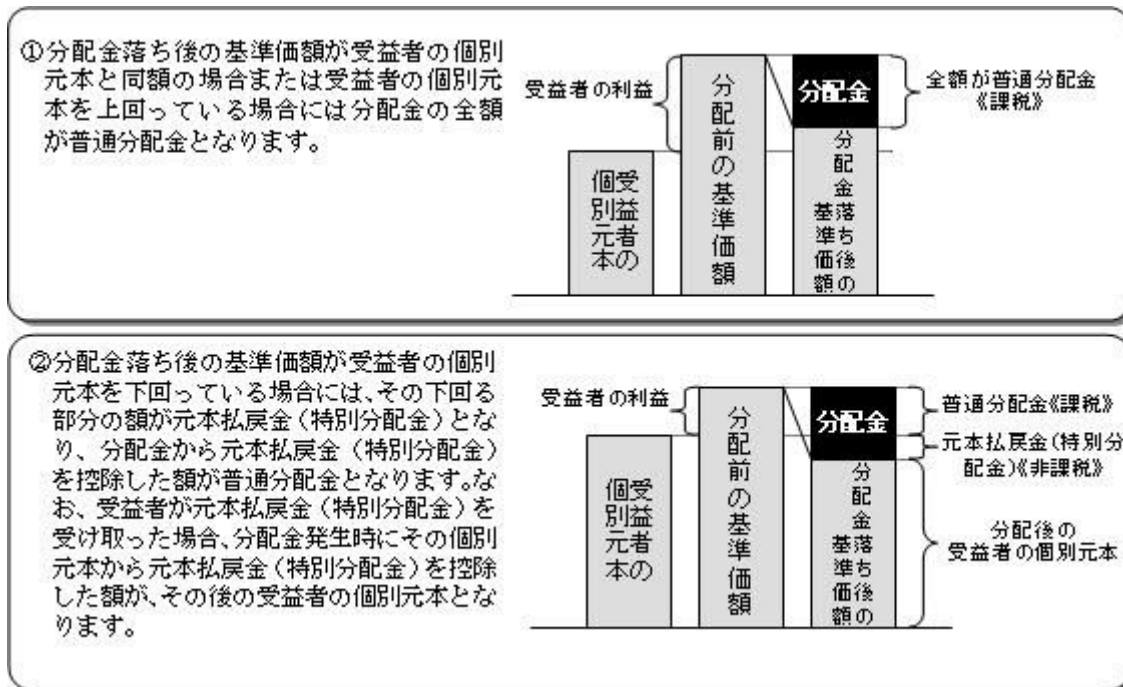 ①分配金落ち後の基準価額が受益者の個別
元本と同額の場合または受益者の個別元
本を上回っている場合には分配金の全額
が普通分配金となります。
受益者の利益
個別元本
受益者の
分配前の基準価額
分配金
分配金落ち後の
基準価額
全額が普通分配金
《課税》
②分配金落ち後の基準価額が受益者の個別
元本を下回っている場合には、その下回る
部分の額が元本払戻金(特別分配金)とな
り、分配金から元本払戻金(特別分配金)
を控除した額が普通分配金となります。な
お、受益者が元本払戻金(特別分配金)を
受け取った場合、分配金発生時にその個別
元本から元本払戻金(特別分配金)を控除
した額が、その後の受益者の個別元本とな
ります。
受益者の利益
受益者の
個別元本
分配前の基準価額
分配金
分配金落ち後の
基準価額
普通分配金《課税》
元本払戻金(特別分
配金)《非課税》
分配後の
受益者の個別元本